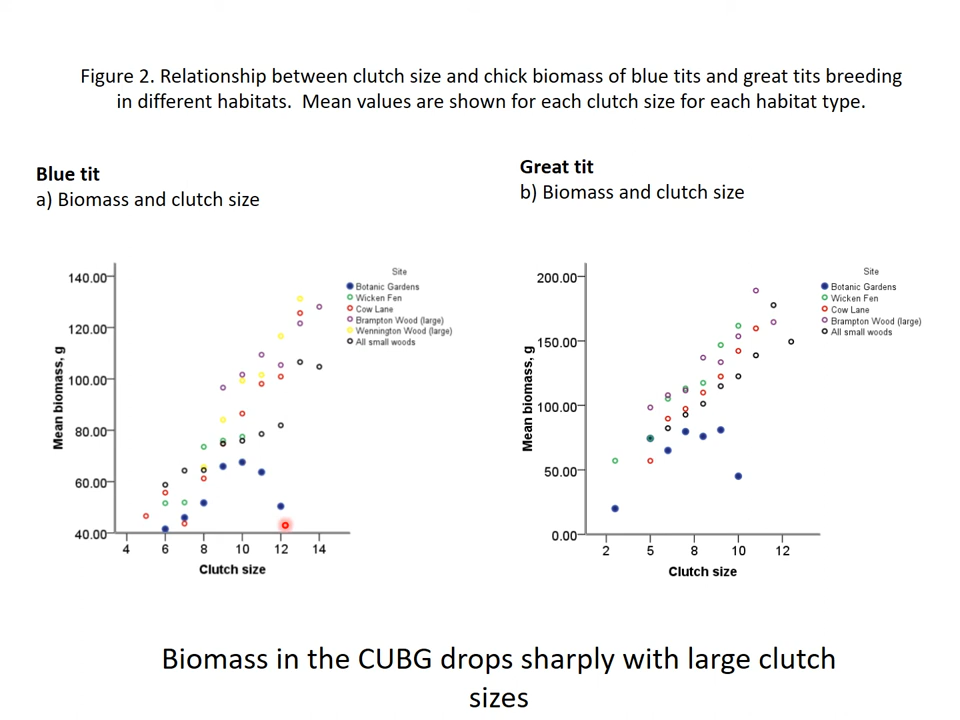 Figure 2. Relationship between clutch size and chick biomass of blue tits and great tits breeding
in different habitats.  Mean values are shown for each clutch size for each habitat type.
Blue tit
a) Biomass and clutch size
Great tit
b) Biomass and clutch size
Site
Botanic Gardens
Wicken Fen
Cow Lane
Brampton Wood (large)
Wennington Wood (large)
All small woods
140.00
120.00
100.00
80.00
60.00
40.00
Mean biomass, g
4 6 8 10 12 14
Clutch size
Site
Botanic Gardens
Wicken Fen
Cow Lane
Brampton Wood (large)
All small woods
200.00
150.00
100.00
50.00
0.00
Mean biomass, g
2 5 8 10 12
Clutch size
Biomass in the CUBG drops sharply with large clutch
sizes